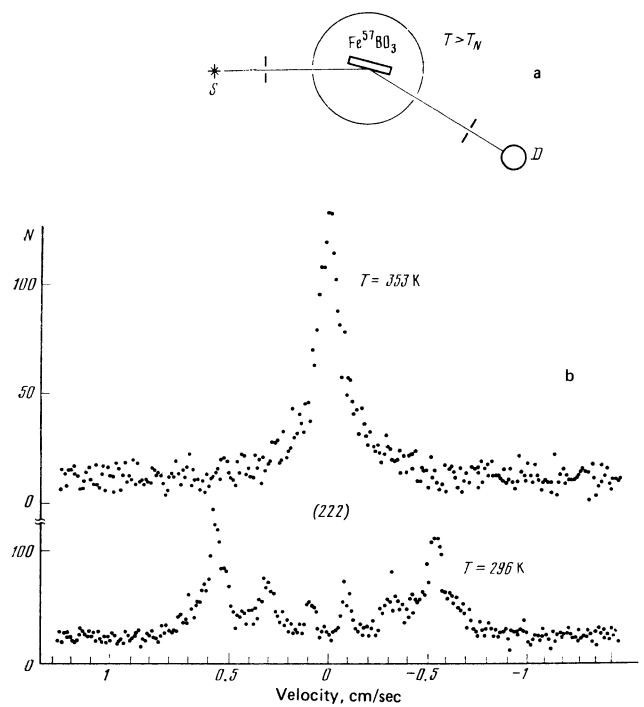 Fe⁵⁷BO₃
T > T_N
a
S
D
N
100
T = 353 K
50
b
0
(222)
100
T = 296 K
0
1
0.5
0
-0.5
-1
Velocity, cm/sec